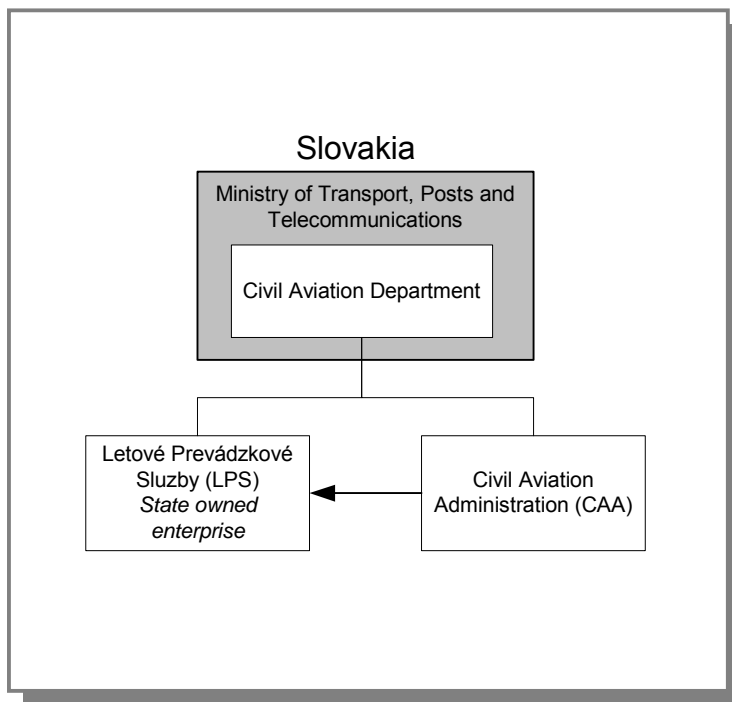 Slovakia
Ministry of Transport, Posts and
Telecommunications
Civil Aviation Department
Letové Prevádzkové
Sluzby (LPS)
State owned
enterprise
Civil Aviation
Administration (CAA)